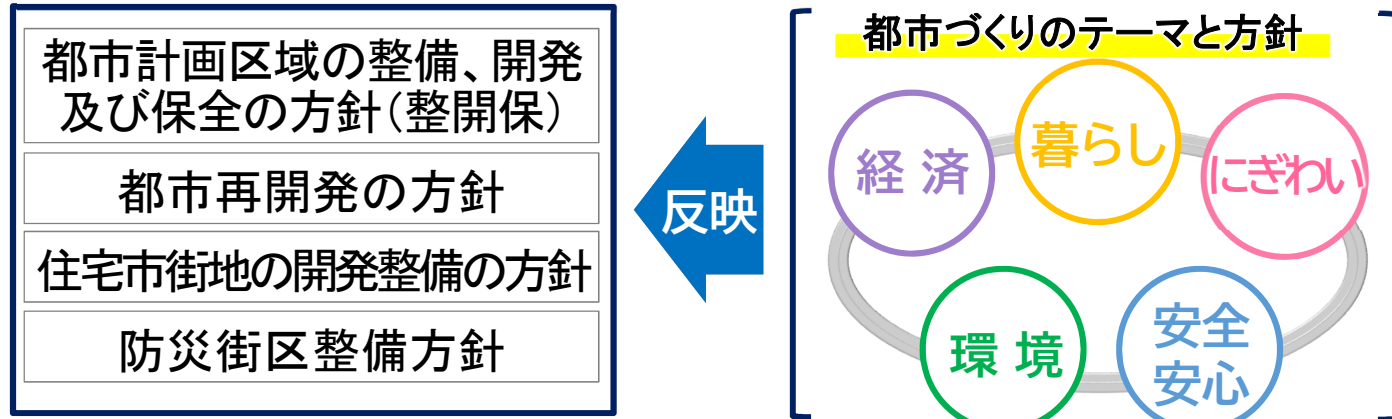 都市計画区域の整備、開発
及び保全の方針(整開保)
都市再開発の方針
住宅市街地の開発整備の方針
防災街区整備方針
反映
都市づくりのテーマと方針
経 済
暮らし
にぎわい
環 境
安全
安心